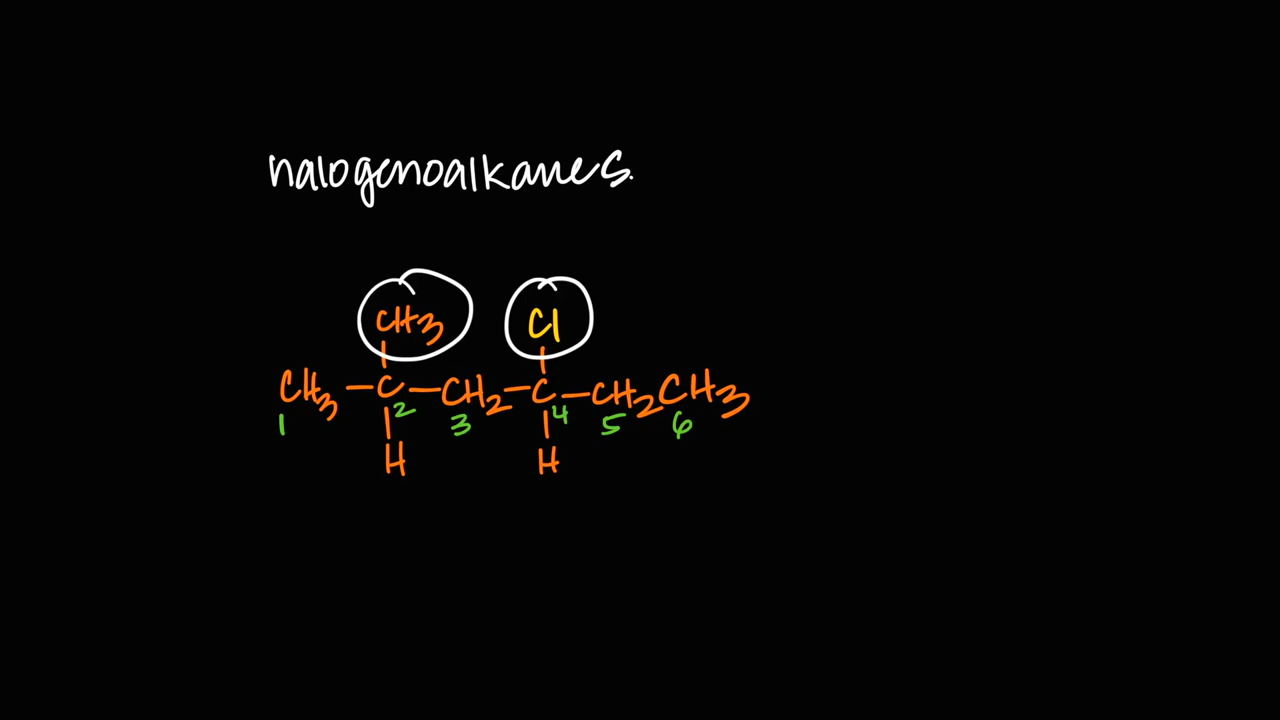 halogenoalkanes.
CH3 Cl
CH3 — C — CH2 — C — CH2CH3
1 2 3 4 5 6
H H